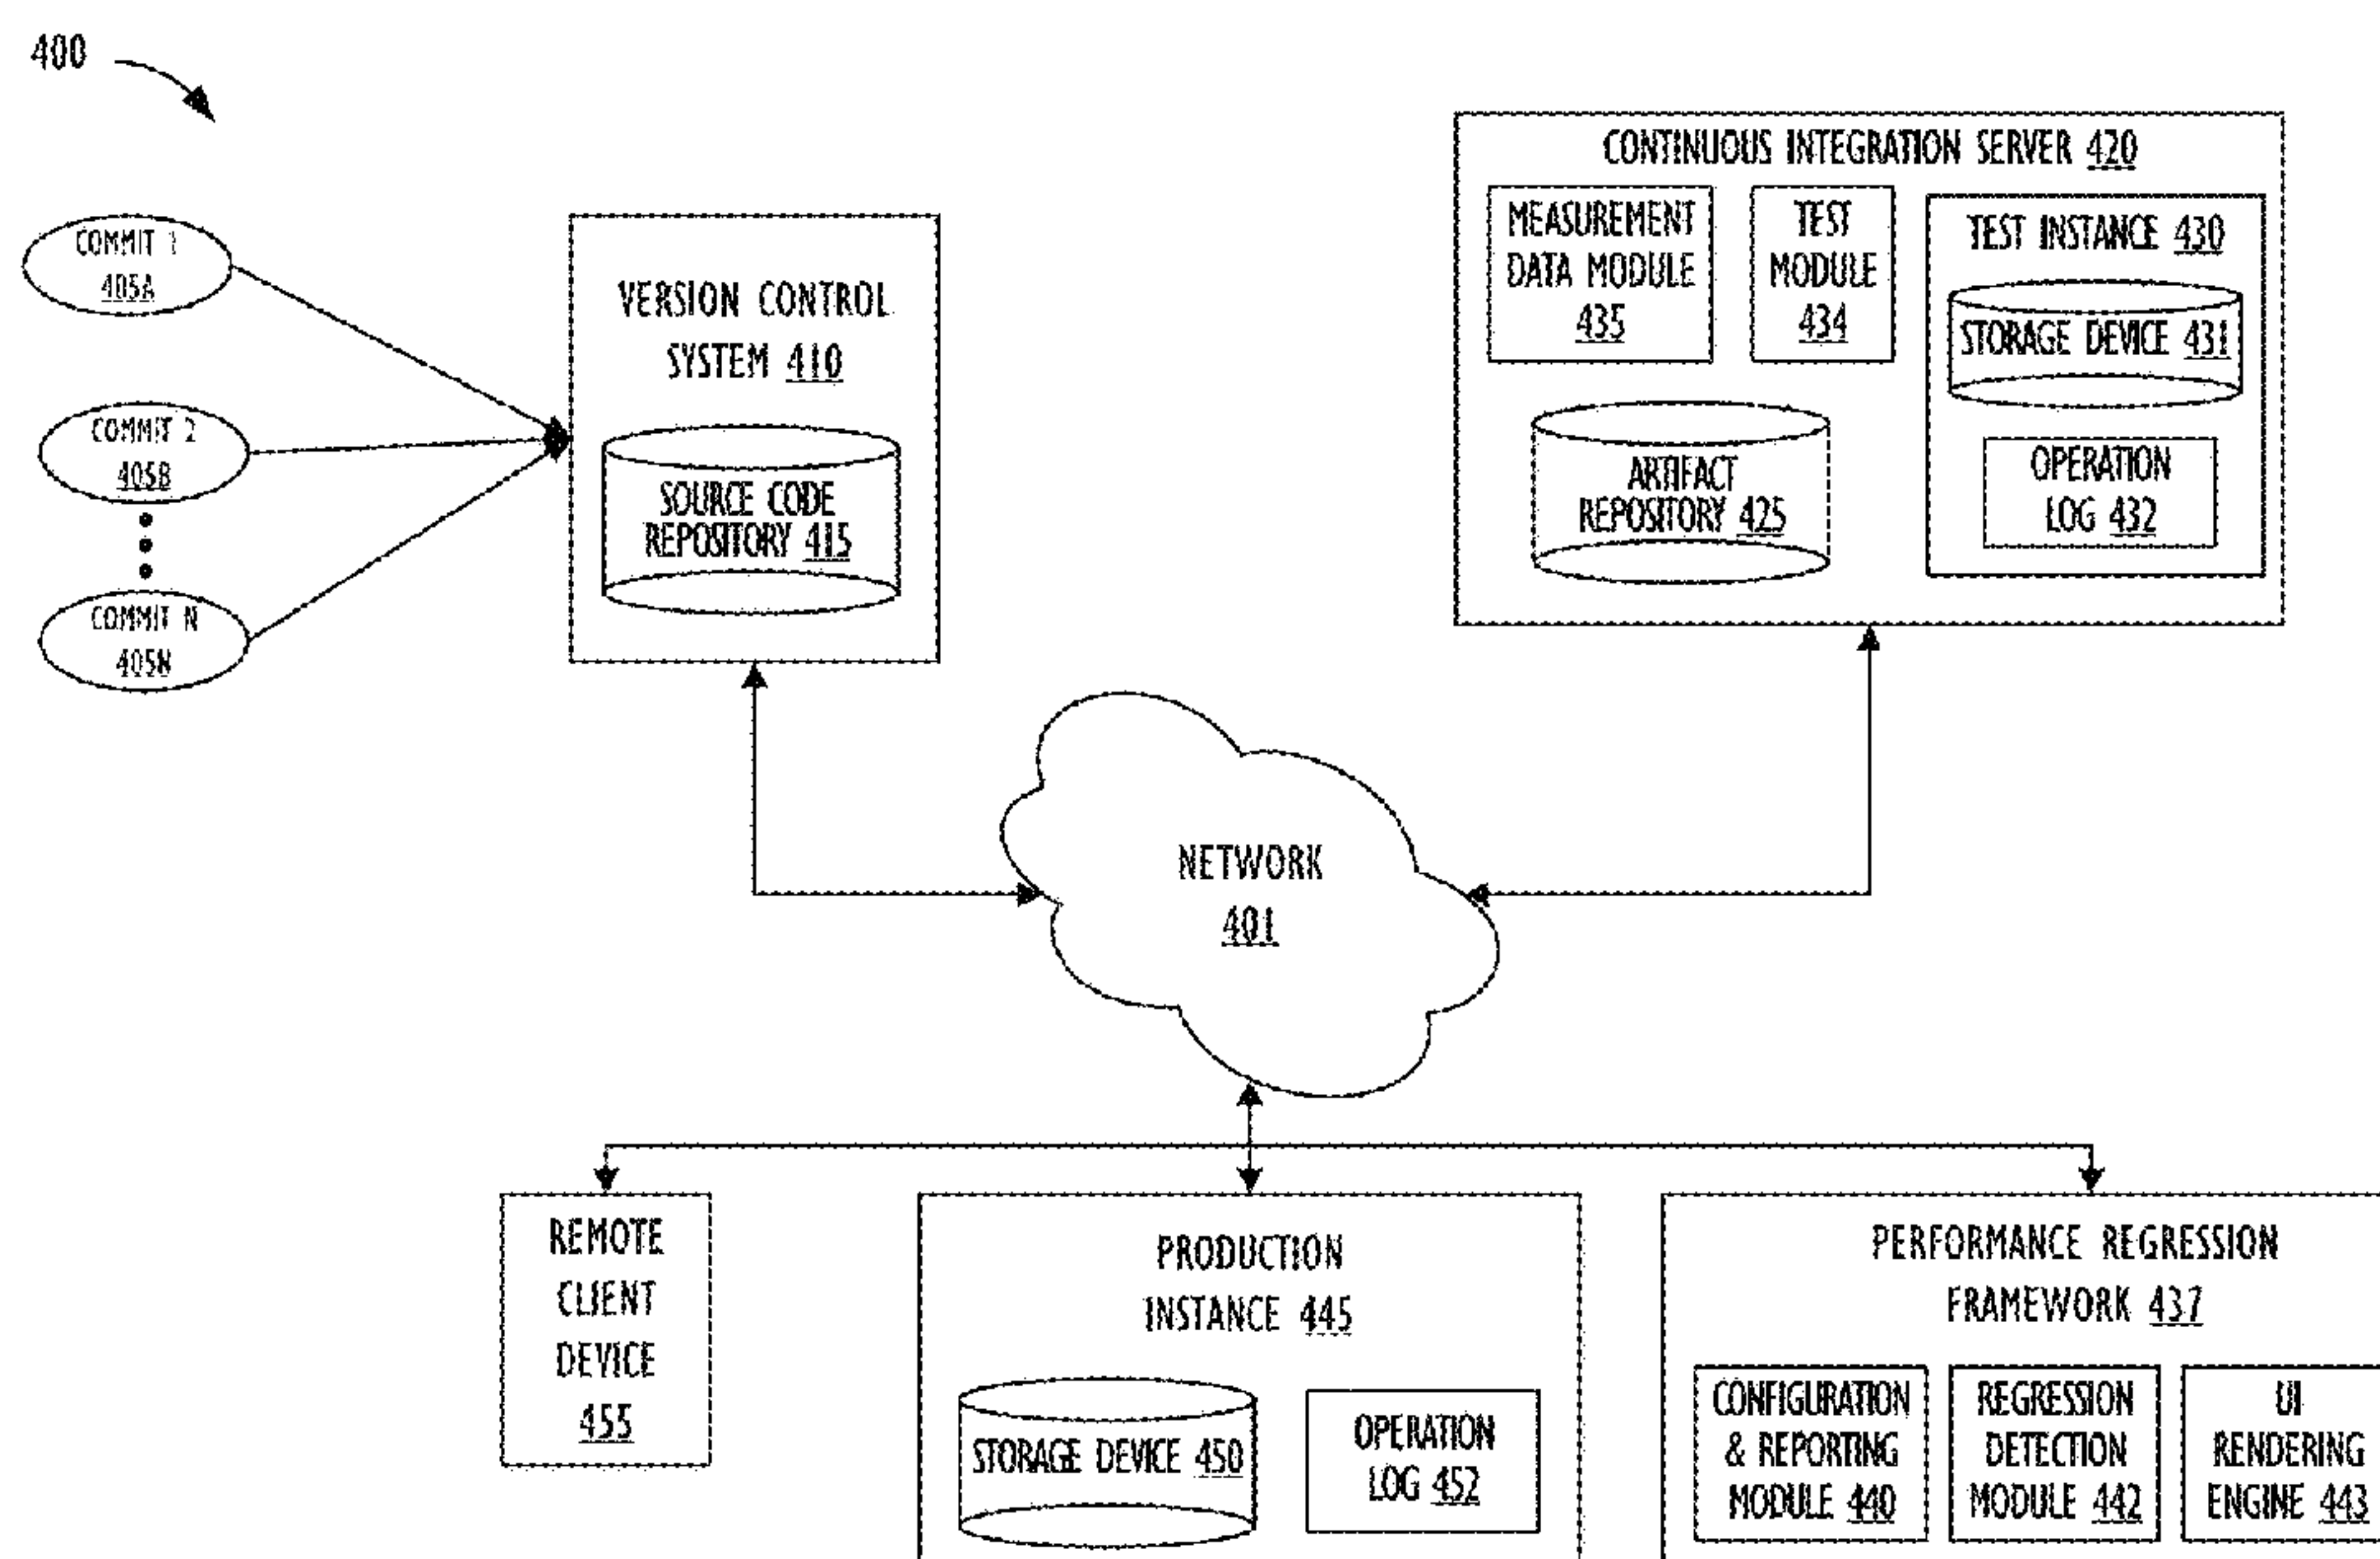 400
COMMIT 1
405A
COMMIT 2
405B
COMMIT N
405N
VERSION CONTROL
SYSTEM 410
SOURCE CODE
REPOSITORY 415
CONTINUOUS INTEGRATION SERVER 420
MEASUREMENT
DATA MODULE
435
TEST
MODULE
434
TEST INSTANCE 430
STORAGE DEVICE 431
OPERATION
LOG 432
ARTIFACT
REPOSITORY 425
NETWORK
401
REMOTE
CLIENT
DEVICE
455
PRODUCTION
INSTANCE 445
STORAGE DEVICE 450
OPERATION
LOG 452
PERFORMANCE REGRESSION
FRAMEWORK 437
CONFIGURATION
& REPORTING
MODULE 440
REGRESSION
DETECTION
MODULE 442
UI
RENDERING
ENGINE 443